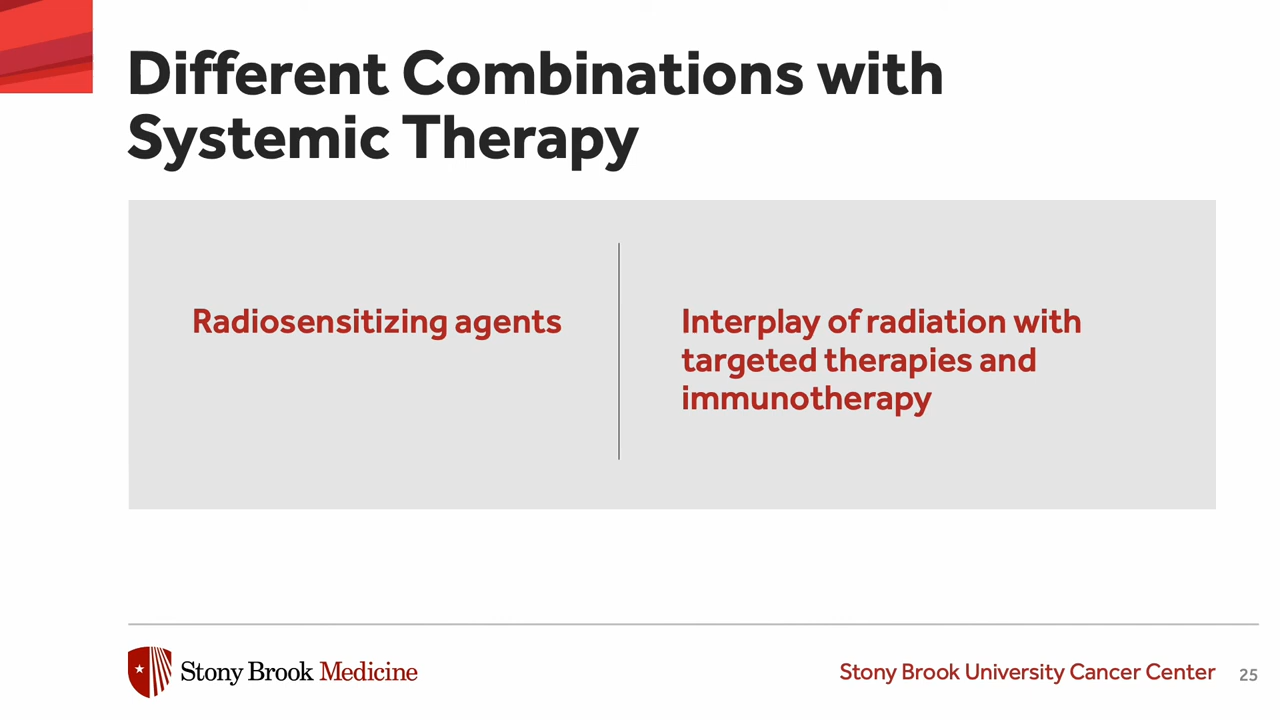 Different Combinations with
Systemic Therapy
Radiosensitizing agents
Interplay of radiation with
targeted therapies and
immunotherapy
Stony Brook Medicine
Stony Brook University Cancer Center
25